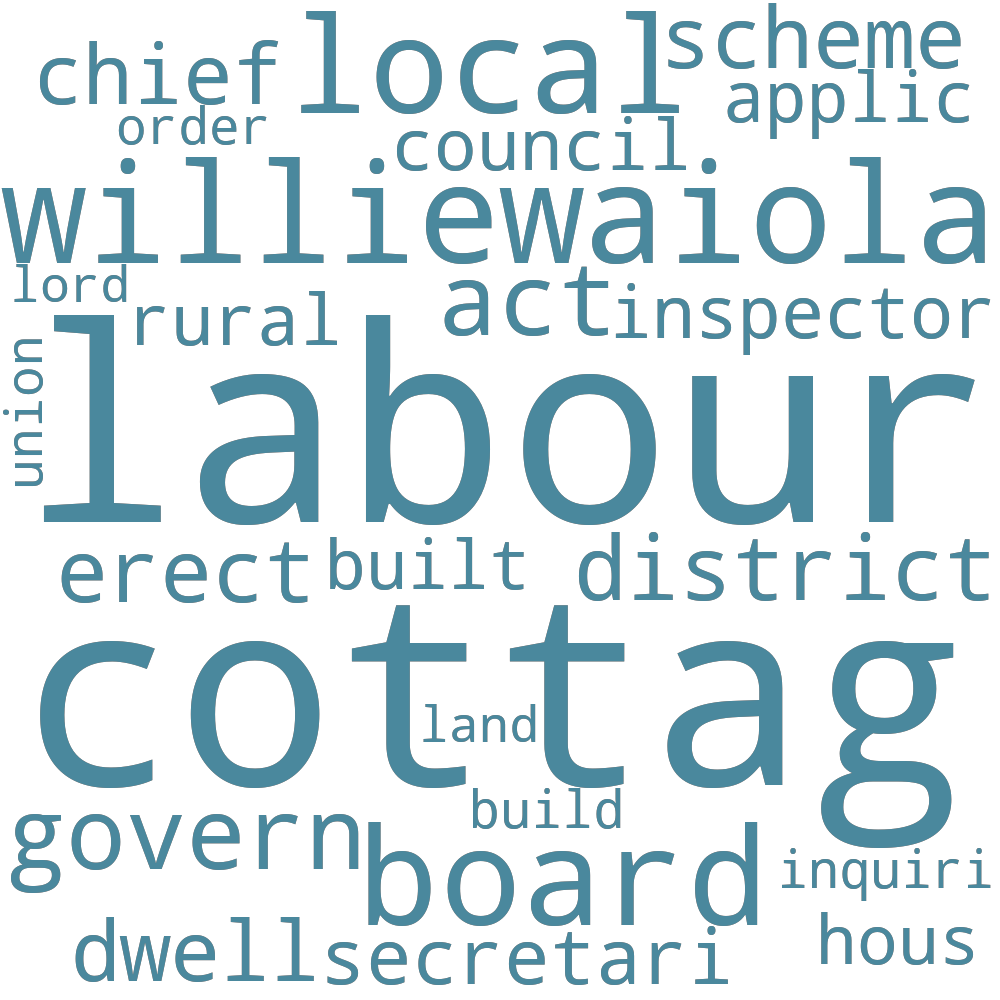 chief local scheme
order council applic
williewaiola
lord rural act inspector
union
labour
erect built district
cottag
land
build
govern board inquiri
dwell secretari hous